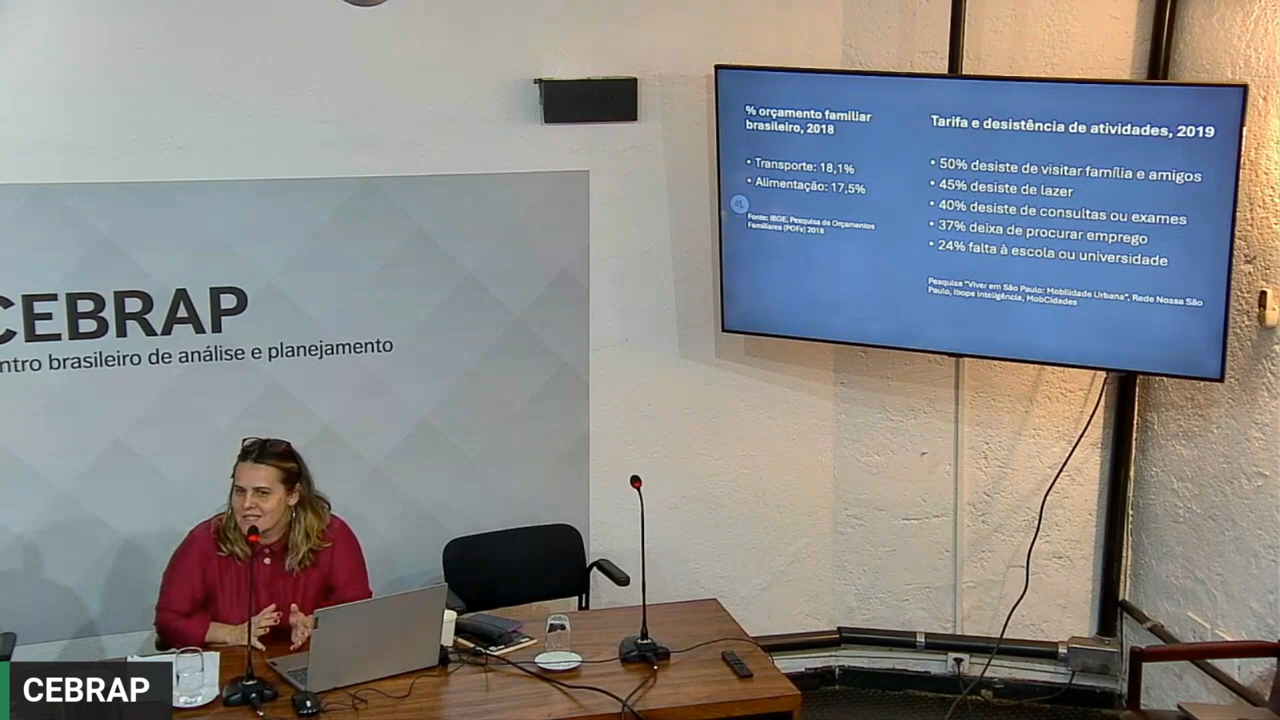 % orçamento familiar
brasileiro, 2018
• Transporte: 18,1%
• Alimentação: 17,5%
Fonte: IBGE, Pesquisa de Orçamentos
Familiares (POFs) 2018
Tarifa e desistência de atividades, 2019
• 50% desiste de visitar família e amigos
• 45% desiste de lazer
• 40% desiste de consultas ou exames
• 37% deixa de procurar emprego
• 24% falta à escola ou universidade
Pesquisa "Viver em São Paulo: Mobilidade Urbana", Rede Nossa São
Paulo, Ibope Inteligência, MobCidades
CEBRAP
ntro brasileiro de análise e planejamento
CEBRAP